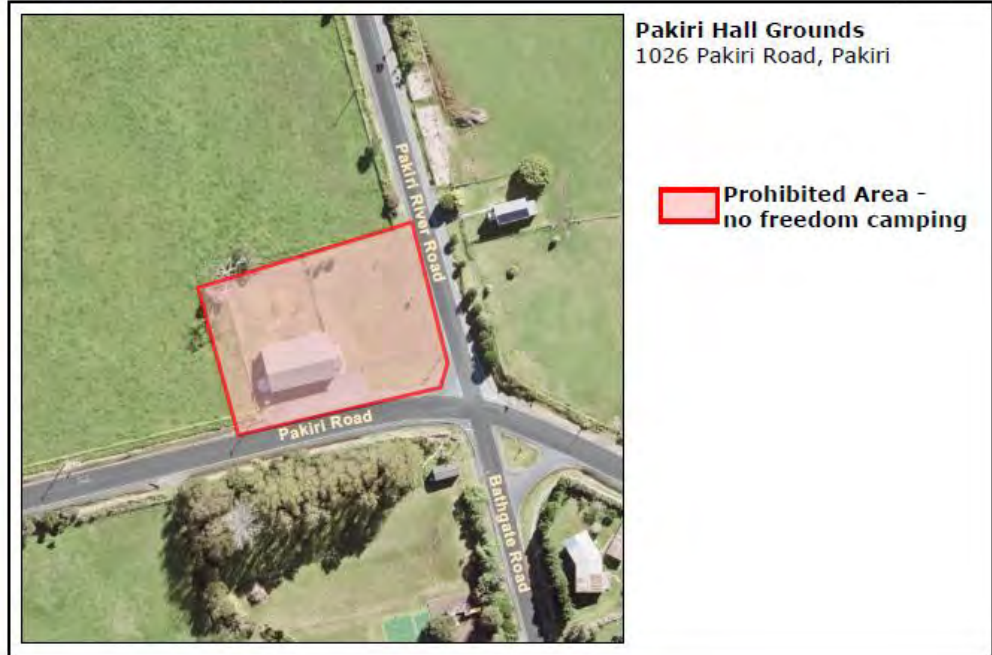 Pakiri Hall Grounds
1026 Pakiri Road, Pakiri
Prohibited Area -
no freedom camping
Pakiri River Road
Pakiri Road
Bathgate Road